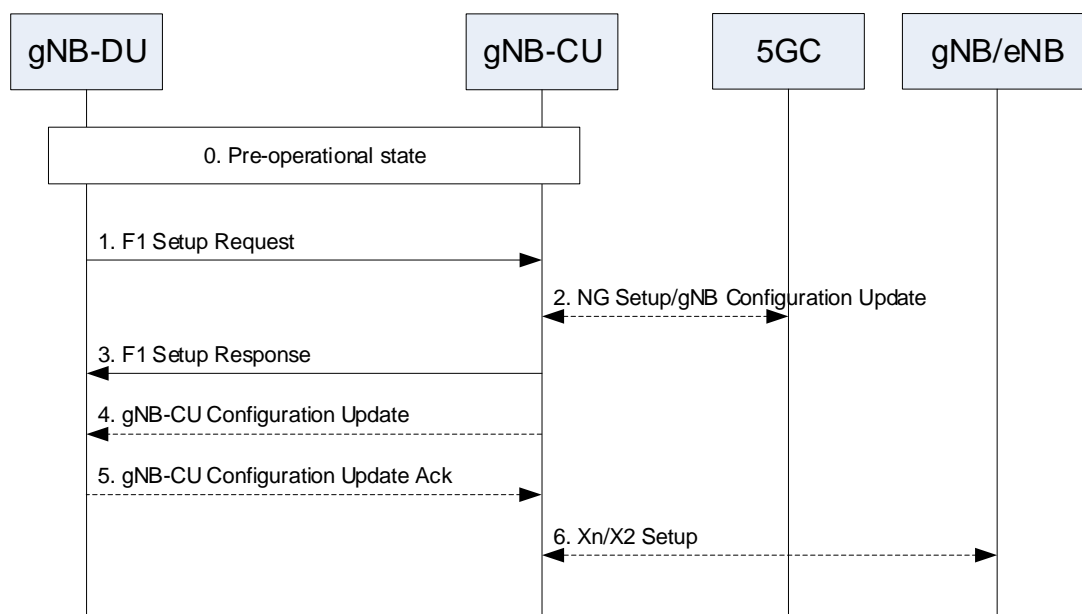 gNB-DU
gNB-CU
5GC
gNB/eNB
0. Pre-operational state
1. F1 Setup Request
2. NG Setup/gNB Configuration Update
3. F1 Setup Response
4. gNB-CU Configuration Update
5. gNB-CU Configuration Update Ack
6. Xn/X2 Setup